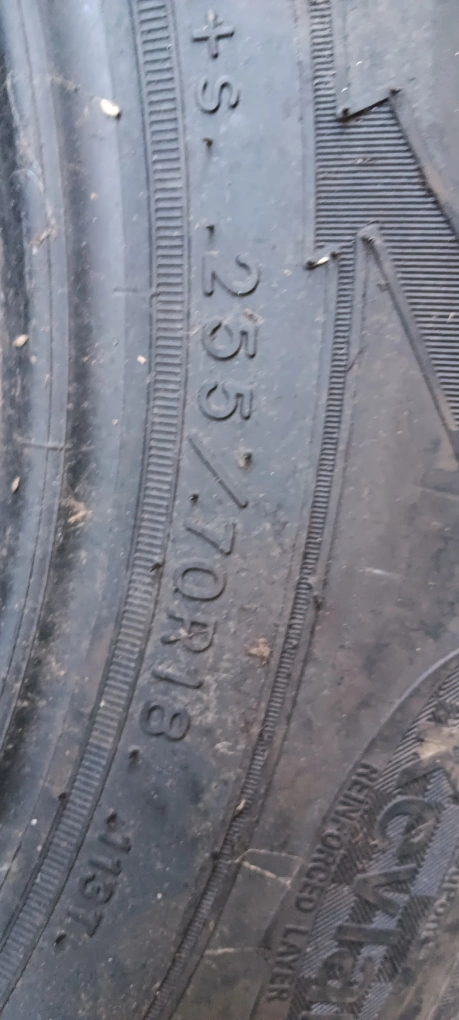 +S
255/70R18 113T
REINFORCED LAYER